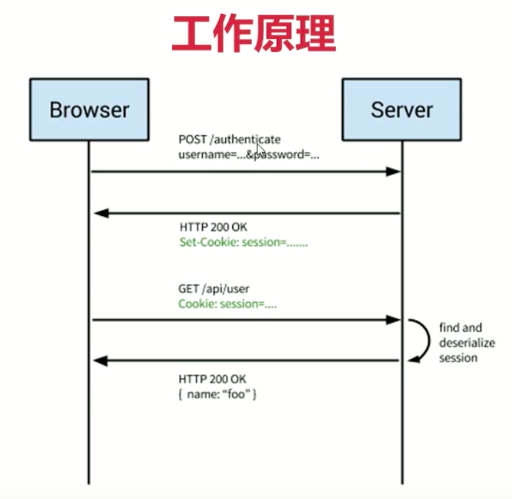 工作原理
Browser
Server
POST /authenticate
username=...&password=...
HTTP 200 OK
Set-Cookie: session=.......
GET /api/user
Cookie: session=....
find and
deserialize
session
HTTP 200 OK
{ name: “foo” }